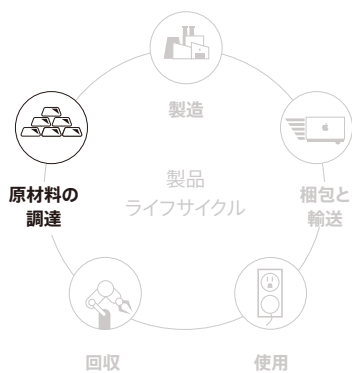 製造
原材料の
調達
製品
ライフサイクル
梱包と
輸送
回収
使用